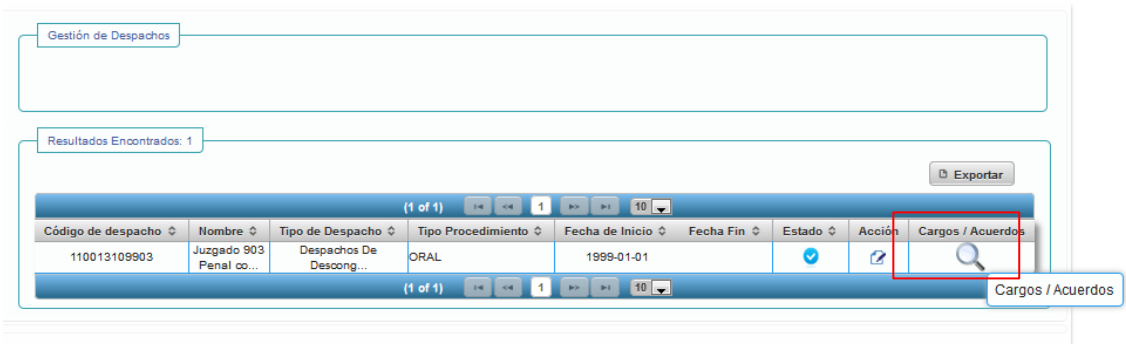 Gestión de Despachos
Resultados Encontrados: 1
Exportar
(1 of 1) 1 10
Código de despacho Nombre Tipo de Despacho Tipo Procedimiento Fecha de Inicio Fecha Fin Estado Acción Cargos / Acuerdos
110013109903 Juzgado 903 Penal co... Despachos De Descong... ORAL 1999-01-01
(1 of 1) 1 10
Cargos / Acuerdos